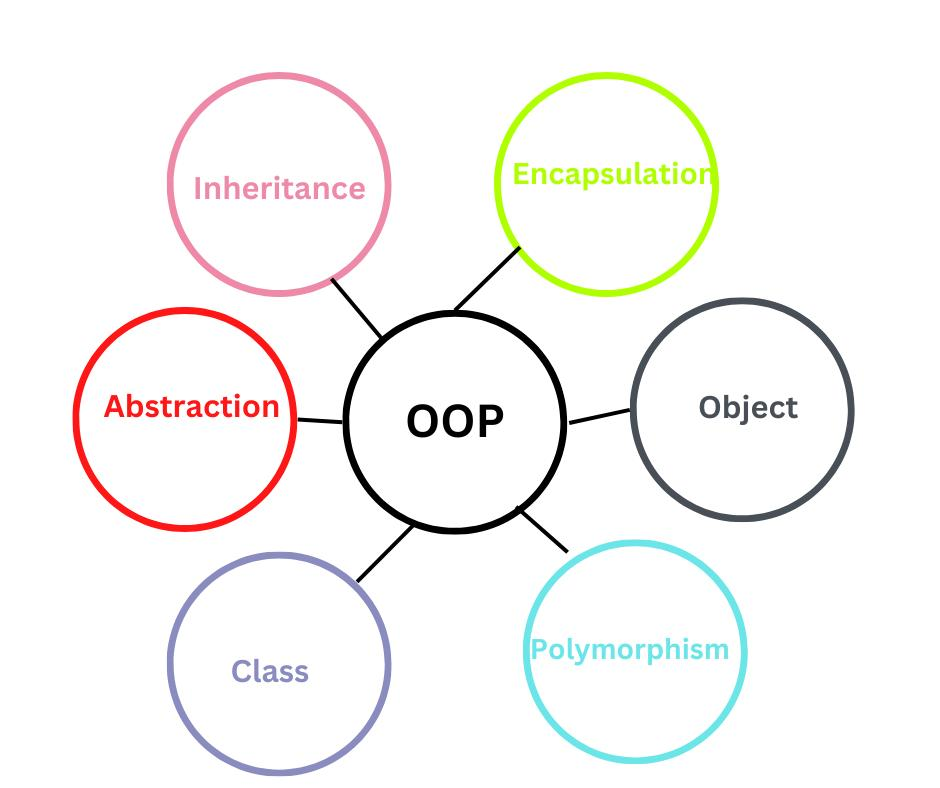 Inheritance
Encapsulation
Abstraction
OOP
Object
Class
Polymorphism